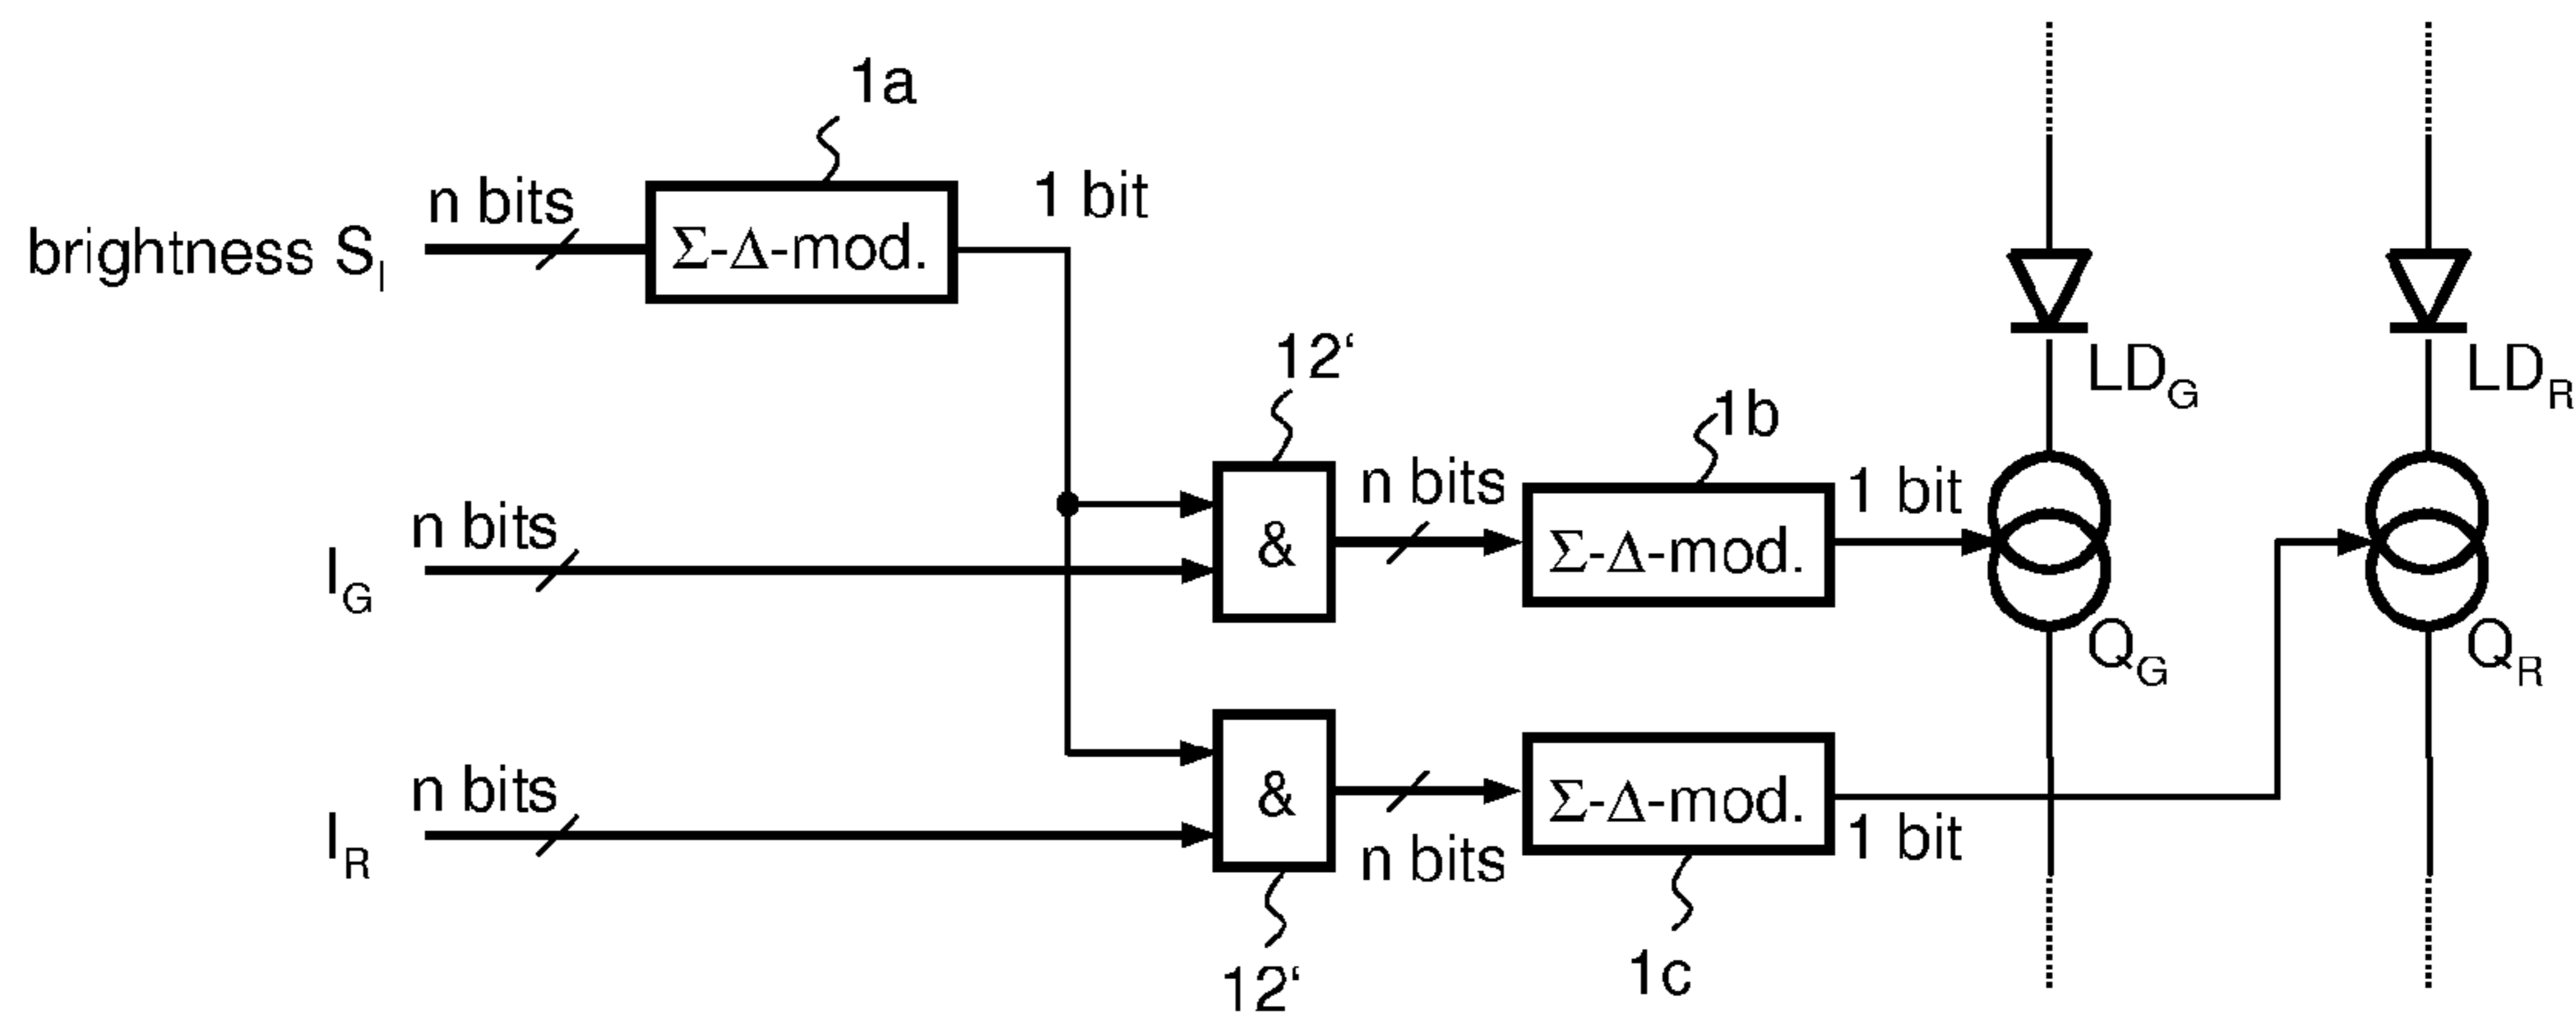 1a
n bits
1 bit
brightness S_I
Σ-Δ-mod.
12‘
LD_G
LD_R
1b
n bits
n bits
1 bit
&
Σ-Δ-mod.
I_G
Q_G
Q_R
n bits
&
Σ-Δ-mod.
I_R
n bits
1 bit
12‘
1c